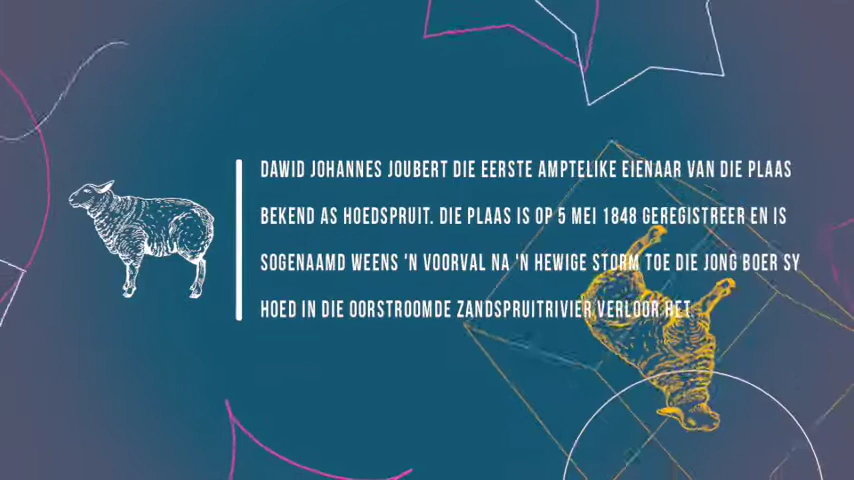 DAWID JOHANNES JOUBERT DIE EERSTE AMPTELIKE EIENAAR VAN DIE PLAAS
BEKEND AS HOEDSPRUIT. DIE PLAAS IS OP 5 MEI 1848 GEREGISTREER EN IS
SOGENAAMD WEENS 'N VOORVAL NA 'N HEWIGE STORM TOE DIE JONG BOER SY
HOED IN DIE OORSTROOMDE ZANDSPRUITRIVIER VERLOOR HET.